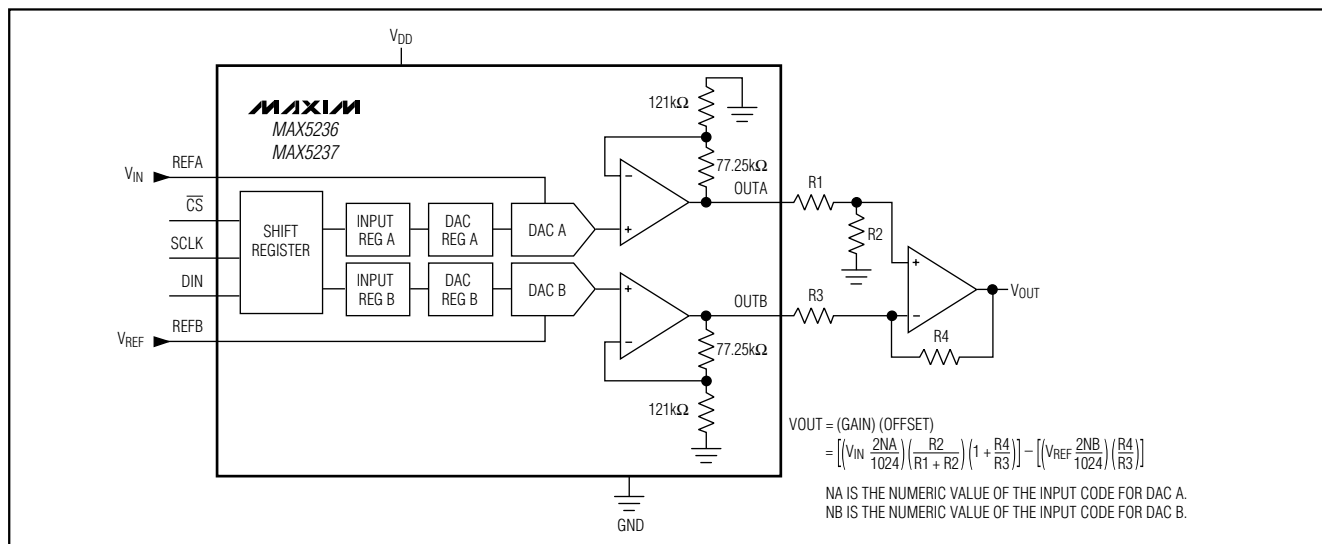 VDD
121kΩ
MAXIM
MAX5236
MAX5237
77.25kΩ
REFA
VIN
OUTA
R1
CS
R2
SHIFT
REGISTER
INPUT
REG A
DAC
REG A
DAC A
SCLK
DIN
INPUT
REG B
DAC
REG B
DAC B
OUTB
R3
VOUT
REFB
VREF
R4
77.25kΩ
121kΩ
VOUT = (GAIN) (OFFSET)
= [(VIN 2NA/1024) (R2/R1 + R2) (1 + R4/R3)] – [(VREF 2NB/1024) (R4/R3)]
NA IS THE NUMERIC VALUE OF THE INPUT CODE FOR DAC A.
NB IS THE NUMERIC VALUE OF THE INPUT CODE FOR DAC B.
GND